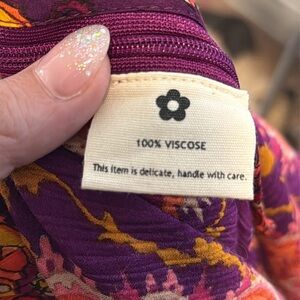 100% VISCOSE
This item is delicate, handle with care.